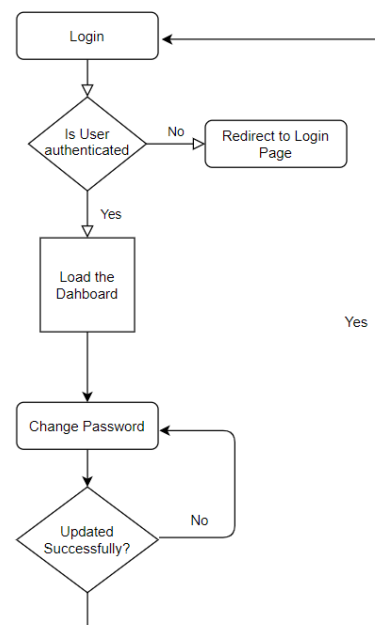 Login
Is User
authenticated
No
Redirect to Login
Page
Yes
Load the
Dahboard
Yes
Change Password
Updated
Successfully?
No